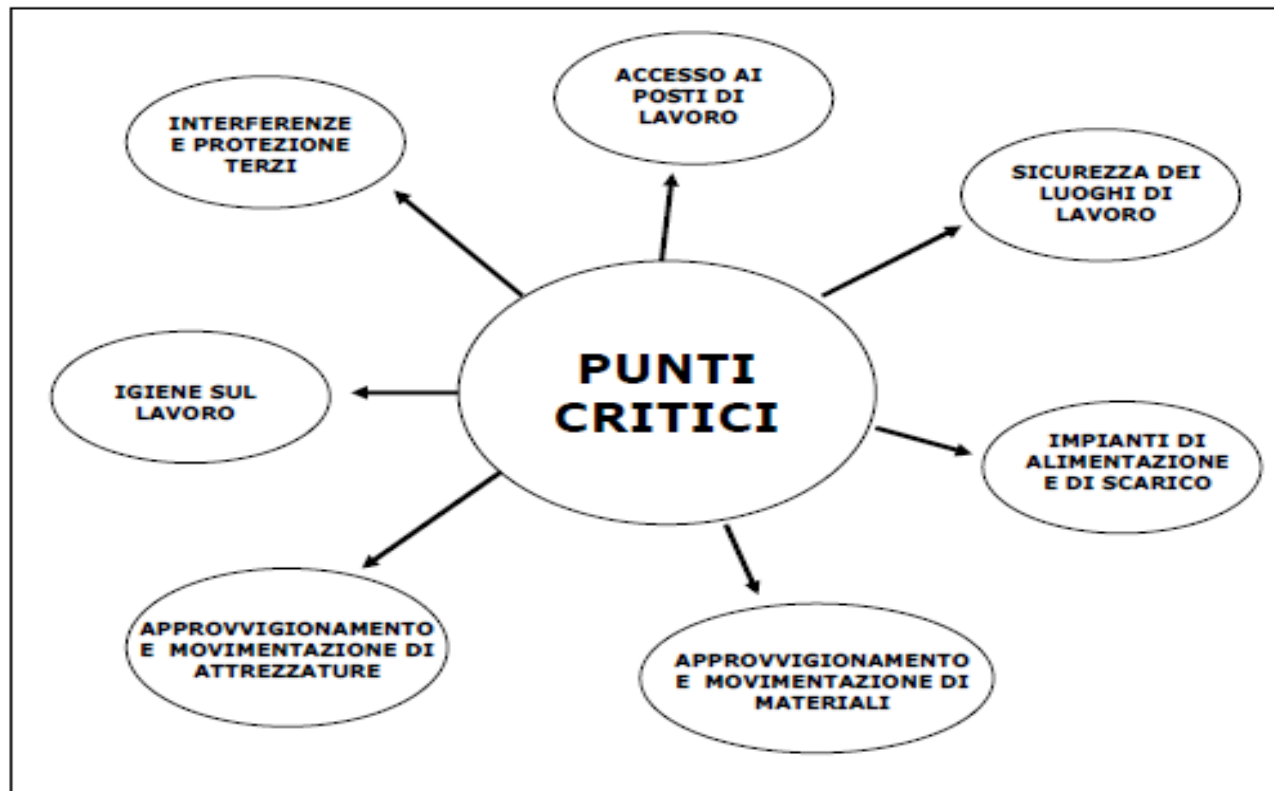 ACCESSO AI
POSTI DI
LAVORO
INTERFERENZE
E PROTEZIONE
TERZI
SICUREZZA DEI
LUOGHI DI
LAVORO
PUNTI
CRITICI
IGIENE SUL
LAVORO
IMPIANTI DI
ALIMENTAZIONE
E DI SCARICO
APPROVVIGIONAMENTO
E MOVIMENTAZIONE DI
ATTREZZATURE
APPROVVIGIONAMENTO
E MOVIMENTAZIONE DI
MATERIALI